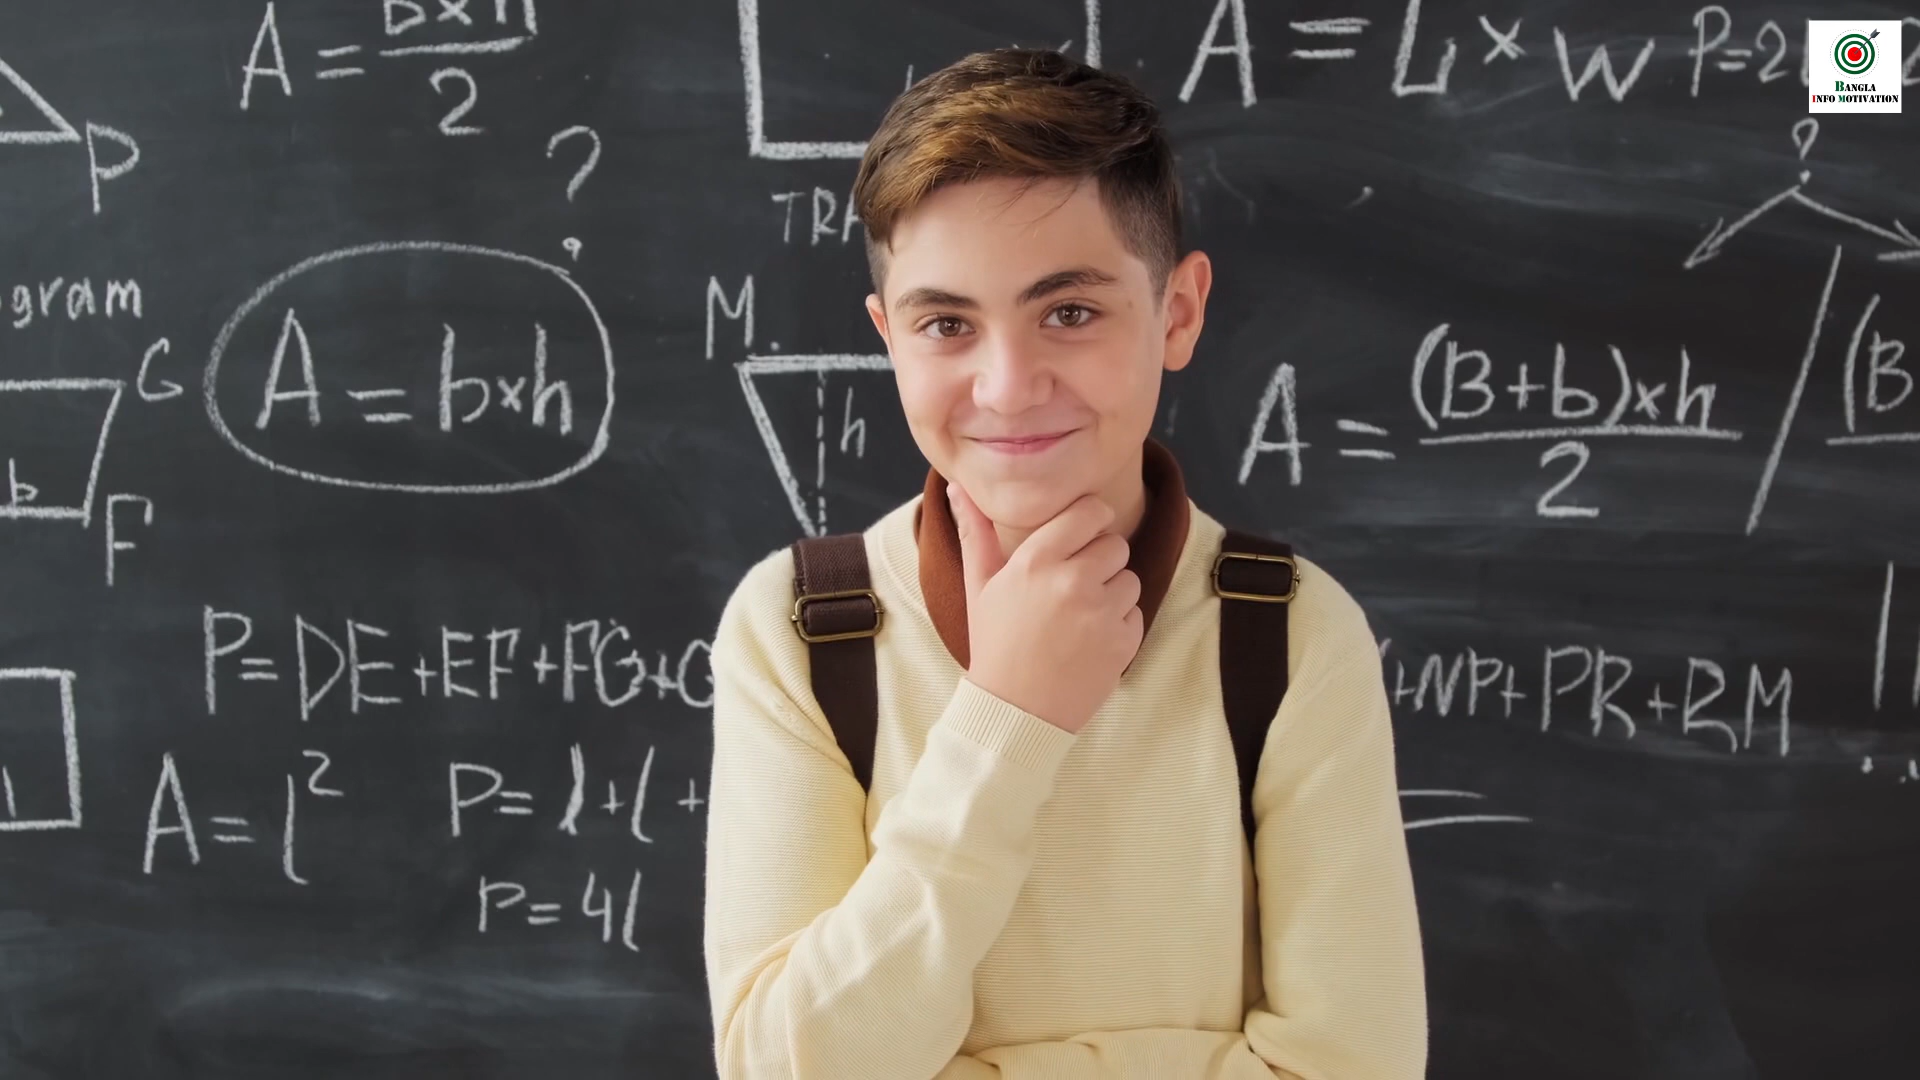 A = b x h / 2
A = L x W
P=2
BANGLA
INFO MOTIVATION
P
?
?
TRA
gram
G
A = b x h
M.
h
A = (B+b) x h / 2
(B
b
F
P = DE+EF+FG+G
+NP+PR+RM
A = l²
P = l+l+
P = 4l